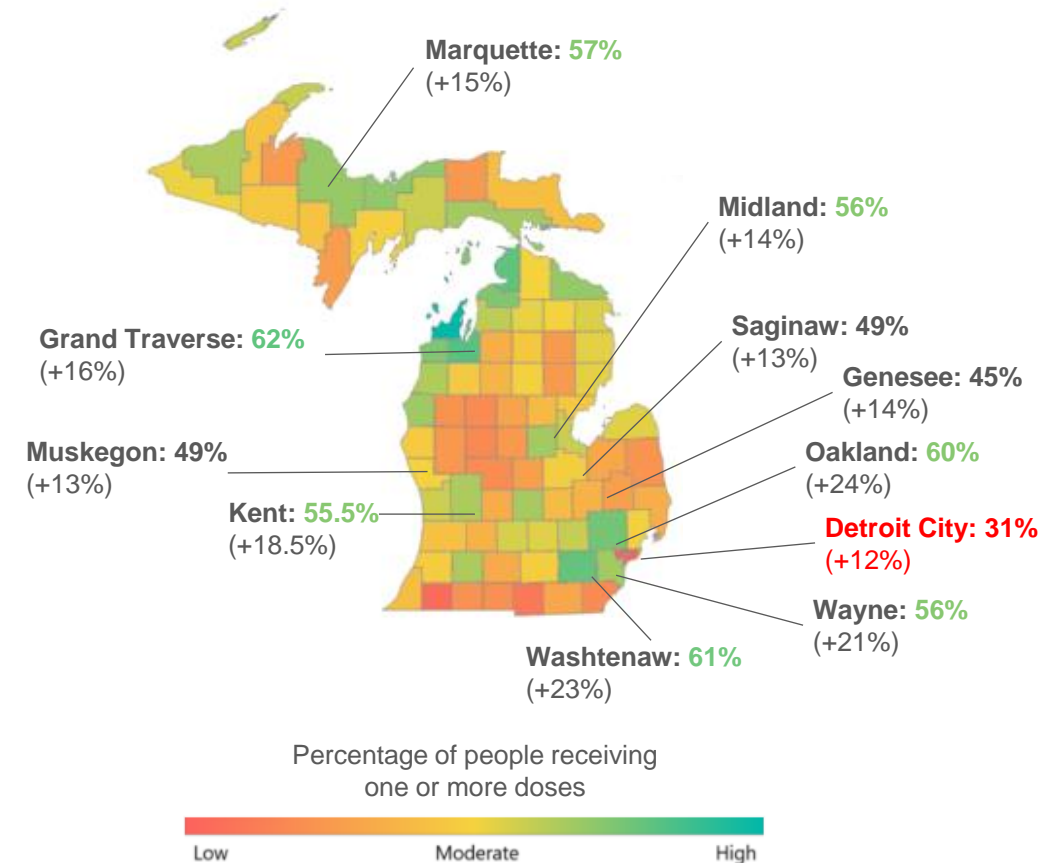 Marquette: 57%
(+15%)
Midland: 56%
(+14%)
Grand Traverse: 62%
(+16%)
Saginaw: 49%
(+13%)
Genesee: 45%
(+14%)
Muskegon: 49%
(+13%)
Oakland: 60%
(+24%)
Kent: 55.5%
(+18.5%)
Detroit City: 31%
(+12%)
Wayne: 56%
(+21%)
Washtenaw: 61%
(+23%)
Percentage of people receiving
one or more doses
Low Moderate High